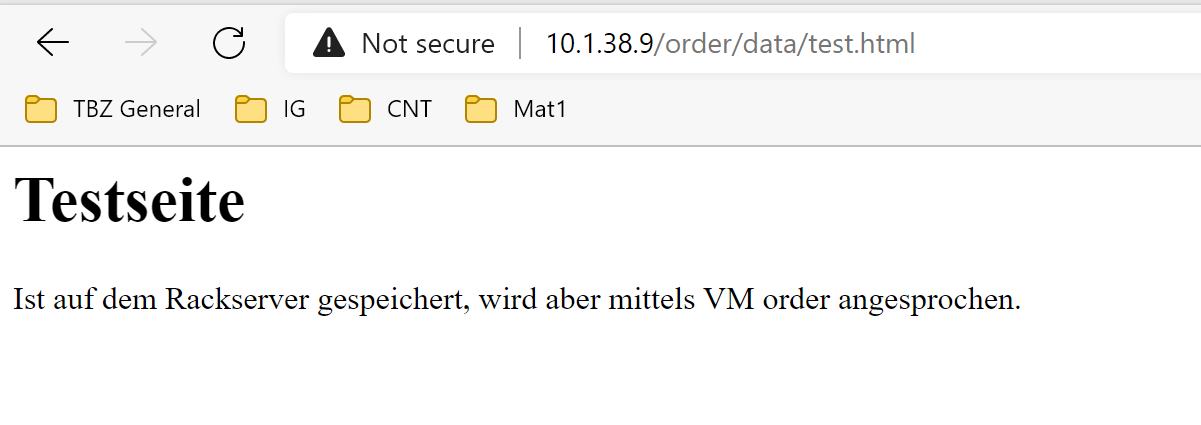 Not secure | 10.1.38.9/order/data/test.html
TBZ General IG CNT Mat1
Testseite
Ist auf dem Rackserver gespeichert, wird aber mittels VM order angesprochen.